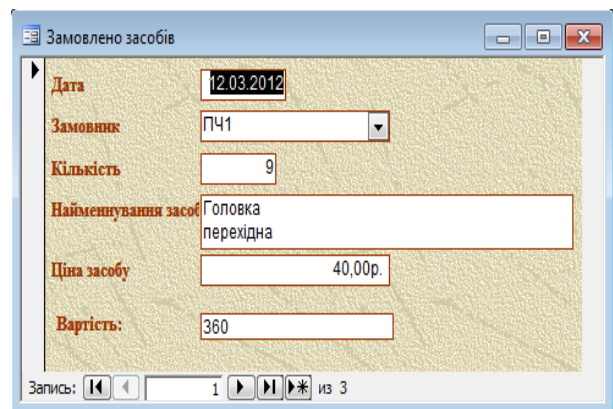 Замовлено засобів
Дата 12.03.2012
Замовник ПЧ1
Кількість 9
Найменнування засоб Головка
перехідна
Ціна засобу 40,00р.
Вартість: 360
Запись: 1 из 3